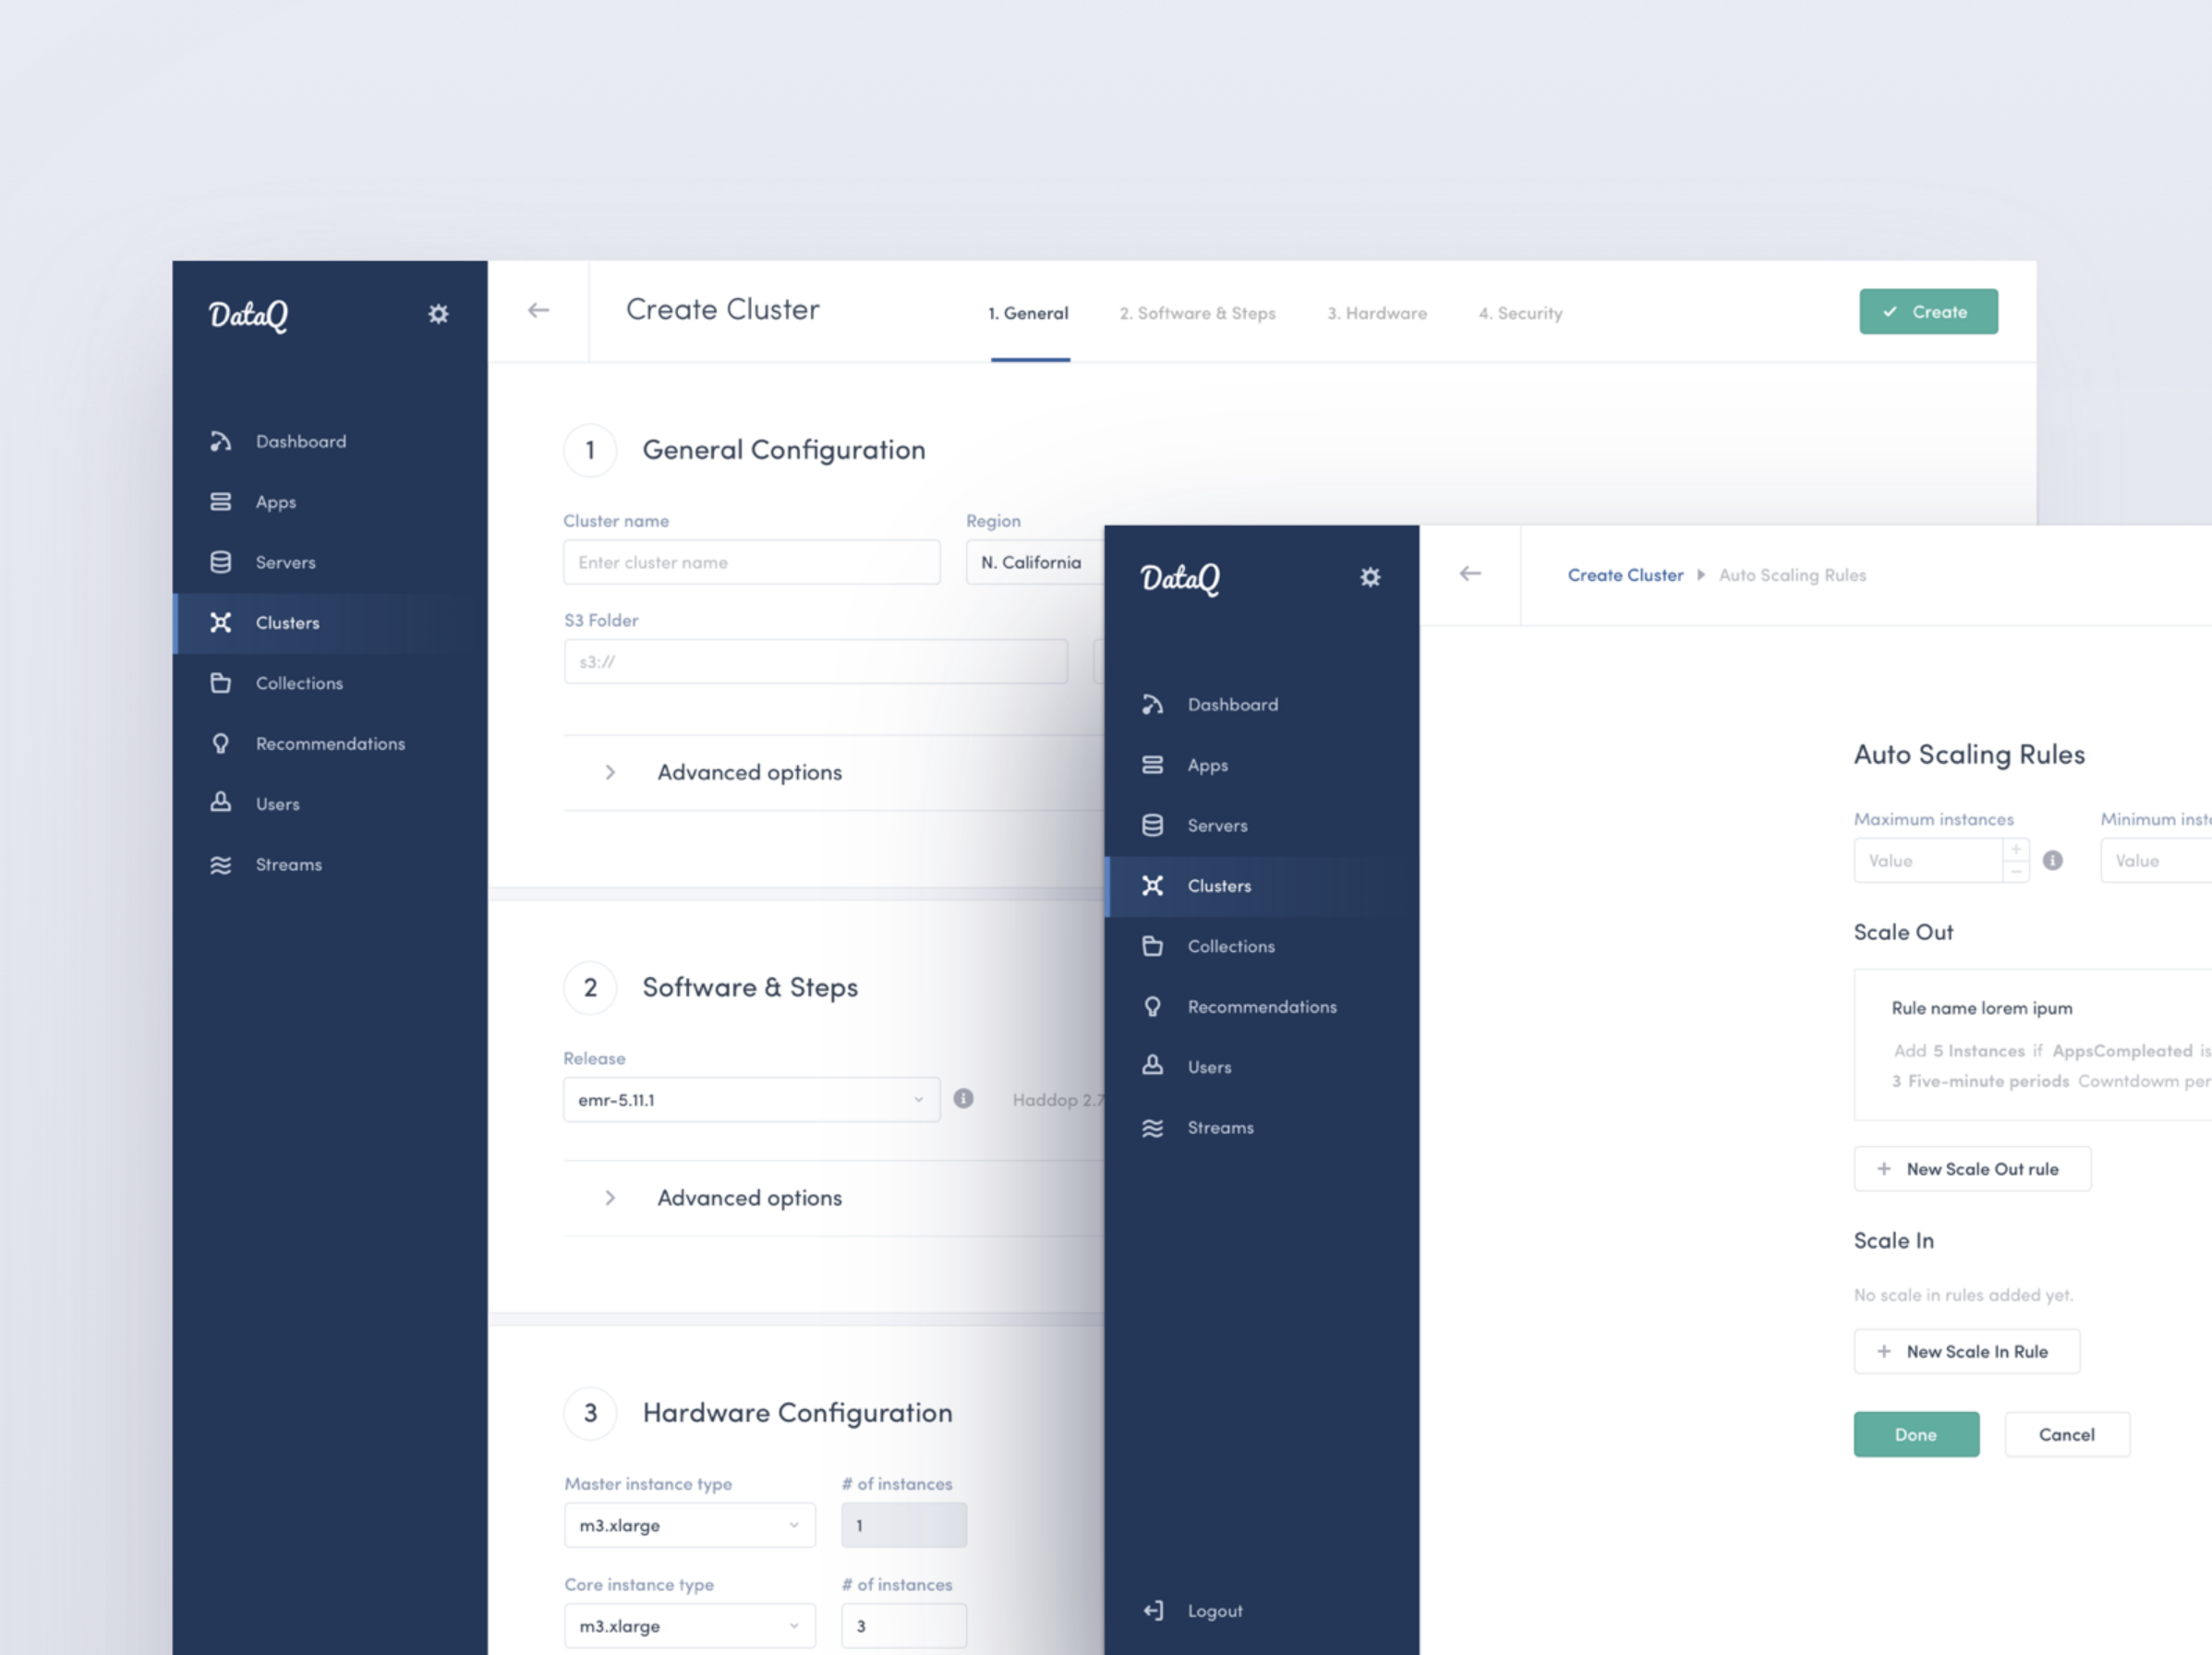 DataQ
Dashboard
Apps
Servers
Clusters
Collections
Recommendations
Users
Streams
Create Cluster
1. General
2. Software & Steps
3. Hardware
4. Security
Create
1 General Configuration
Cluster name
Enter cluster name
Region
N. California
S3 Folder
s3://
Advanced options
2 Software & Steps
Release
emr-5.11.1
Haddop 2.7
Advanced options
3 Hardware Configuration
Master instance type
# of instances
m3.xlarge
1
Core instance type
# of instances
m3.xlarge
3
DataQ
Dashboard
Apps
Servers
Clusters
Collections
Recommendations
Users
Streams
Logout
Create Cluster
Auto Scaling Rules
Auto Scaling Rules
Maximum instances
Minimum
Value
Value
Scale Out
Rule name lorem ipum
Add 5 Instances if AppsCompleated is
3 Five-minute periods Cowntdowm
New Scale Out rule
Scale In
No scale in rules added yet.
New Scale In Rule
Done
Cancel